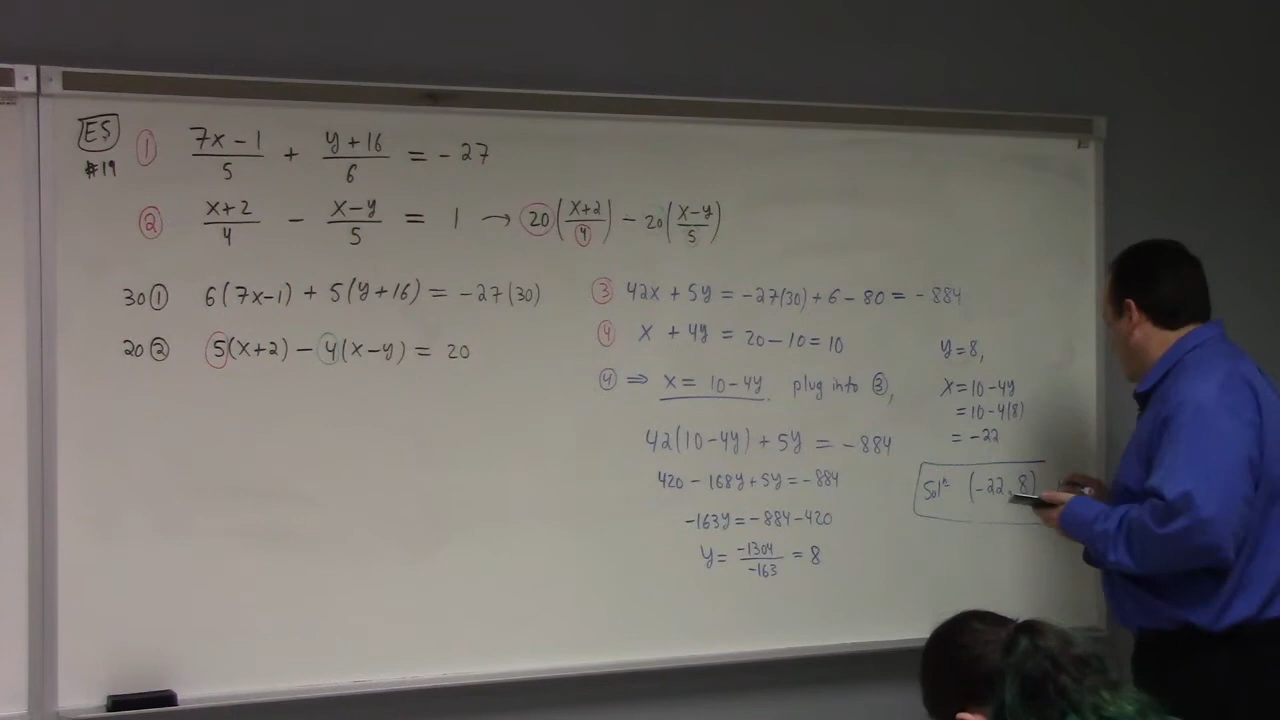 E5
#19
① (7x-1)/5 + (y+16)/6 = -27
② (x+2)/4 - (x-y)/5 = 1 → 20((x+2)/4) - 20((x-y)/5)
30① 6(7x-1) + 5(y+16) = -27(30)
20② 5(x+2) - 4(x-y) = 20
③ 42x + 5y = -27(30) + 6 - 80 = -884
④ x + 4y = 20-10 = 10
④ ⇒ x = 10-4y. plug into ③,
42(10-4y) + 5y = -884
420 - 168y + 5y = -884
-163y = -884-420
y = -1304/-163 = 8
y=8,
x = 10-4y
= 10-4(8)
= -22
Solⁿ (-22, 8)